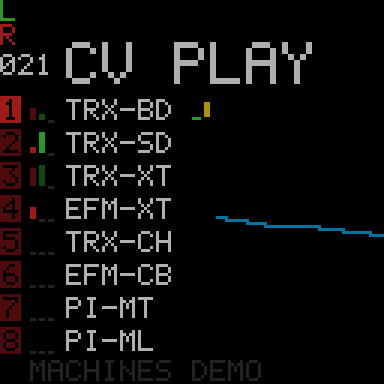 L
R
021 CV PLAY
1 TRX-BD
2 TRX-SD
3 TRX-XT
4 EFM-XT
5 TRX-CH
6 EFM-CB
7 PI-MT
8 PI-ML
MACHINES DEMO